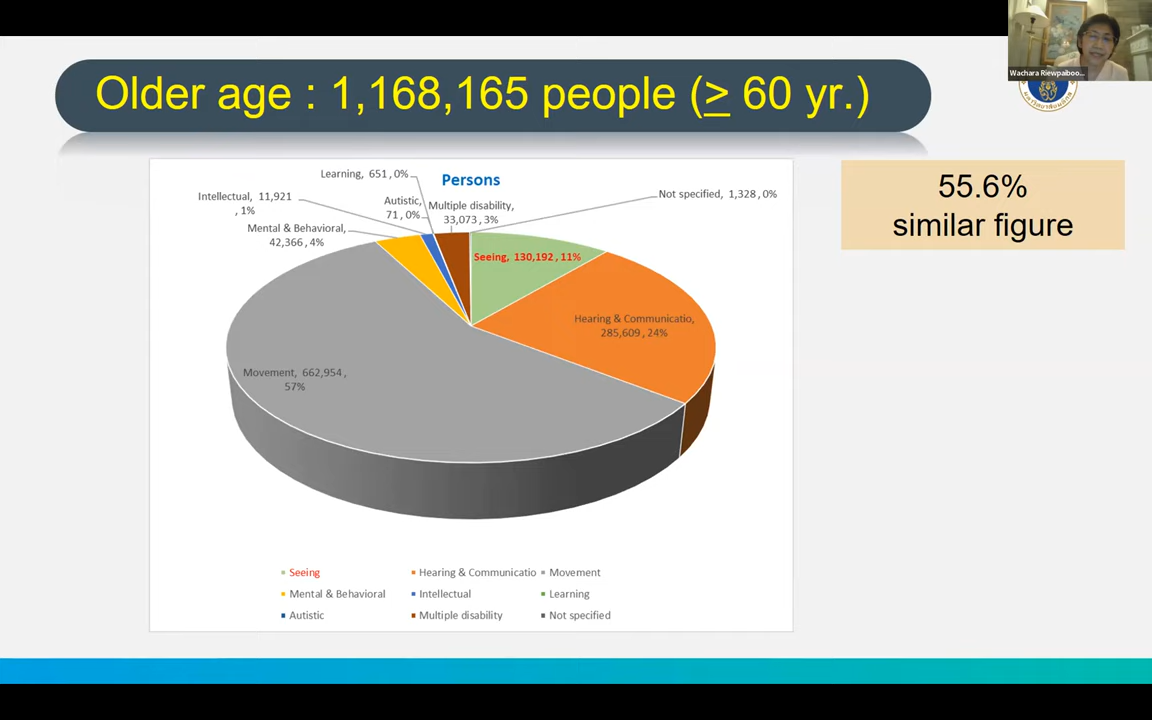 Older age : 1,168,165 people (≥ 60 yr.)
Wachara Riewpaiboo...
55.6%
similar figure
Persons
Learning, 651, 0%
Not specified, 1,328, 0%
Intellectual, 11,921
, 1%
Autistic,
71, 0%
Multiple disability,
33,073, 3%
Mental & Behavioral,
42,366, 4%
Seeing, 130,192, 11%
Hearing & Communicatio,
285,609, 24%
Movement, 662,954,
57%
Seeing
Hearing & Communicatio
Movement
Mental & Behavioral
Intellectual
Learning
Autistic
Multiple disability
Not specified